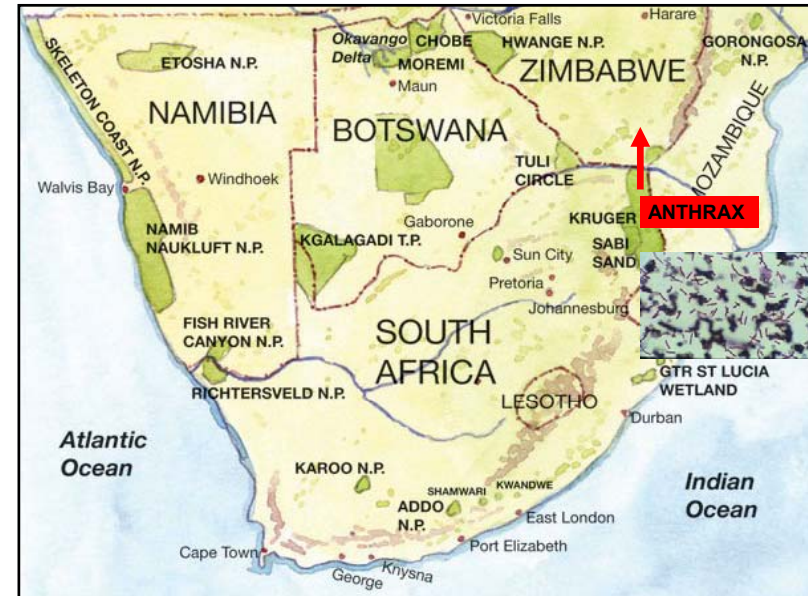 Victoria Falls
Harare
Okavango
Delta
CHOBE
MOREMI
HWANGE N.P.
GORONGOSA
N.P.
ETOSHA N.P.
ZIMBABWE
SKELETON COAST N.P.
Maun
NAMIBIA
BOTSWANA
MOZAMBIQUE
TULI
CIRCLE
Walvis Bay
Windhoek
KRUGER
ANTHRAX
NAMIB
NAUKLUFT N.P.
KGALAGADI T.P.
Gaborone
SABI
SAND
Sun City
Pretoria
Johannesburg
FISH RIVER
CANYON N.P.
SOUTH
AFRICA
GTR ST LUCIA
WETLAND
RICHTERSVELD N.P.
LESOTHO
Durban
Atlantic
Ocean
KAROO N.P.
SHAMWARI
KWANDWE
ADDO
N.P.
Indian
Ocean
East London
Port Elizabeth
Cape Town
George
Knysna